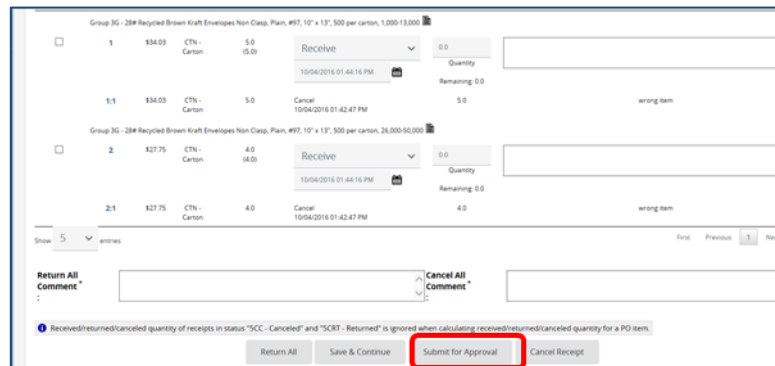 Group 3G - 28# Recycled Brown Kraft Envelopes Non Clasp, Plain, #97, 10" x 13", 500 per carton, 1,000-13,000
1 $34.03 CTN - 5.0 Receive 0.0
Carton (5.0)
Quantity
10/04/2016 01:44:16 PM
Remaining: 0.0
1:1 $34.03 CTN - 5.0 Cancel 5.0 wrong item
Carton 10/04/2016 01:42:47 PM
Group 3G - 28# Recycled Brown Kraft Envelopes Non Clasp, Plain, #97, 10" x 13", 500 per carton, 26,000-50,000
2 $27.75 CTN - 4.0 Receive 0.0
Carton (4.0)
Quantity
10/04/2016 01:44:16 PM
Remaining: 0.0
2:1 $27.75 CTN - 4.0 Cancel 4.0 wrong item
Carton 10/04/2016 01:42:47 PM
Show 5 entries First Previous 1 Ne
Return All Cancel All
Comment * Comment *
: :
Received/returned/canceled quantity of receipts in status "5CC - Canceled" and "5CRT - Returned" is ignored when calculating received/returned/canceled quantity for a PO item.
Return All Save & Continue Submit for Approval Cancel Receipt